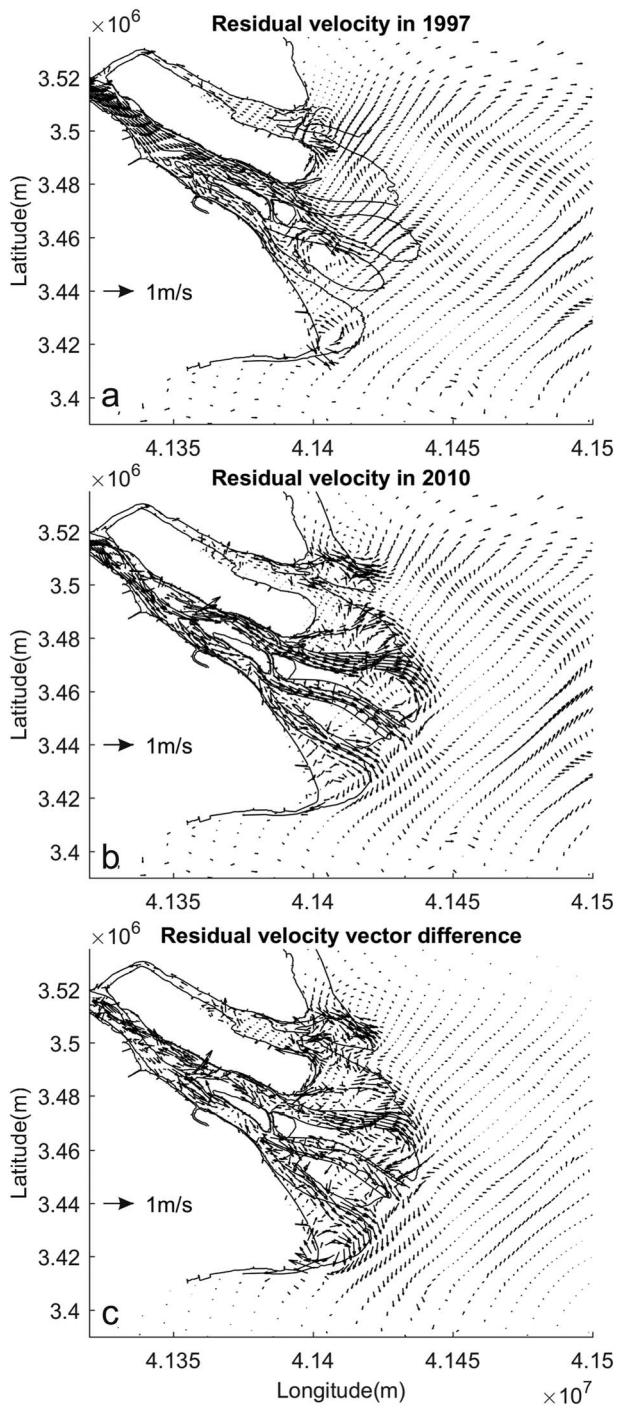 Residual velocity in 1997
×10⁶
3.52
3.5
3.48
3.46
3.44
3.42
3.4
Latitude(m)
1m/s
a
4.135 4.14 4.145 4.15
Residual velocity in 2010
×10⁶
3.52
3.5
3.48
3.46
3.44
3.42
3.4
Latitude(m)
1m/s
b
4.135 4.14 4.145 4.15
Residual velocity vector difference
×10⁶
3.52
3.5
3.48
3.46
3.44
3.42
3.4
Latitude(m)
1m/s
c
4.135 4.14 4.145 4.15
Longitude(m)
×10⁷